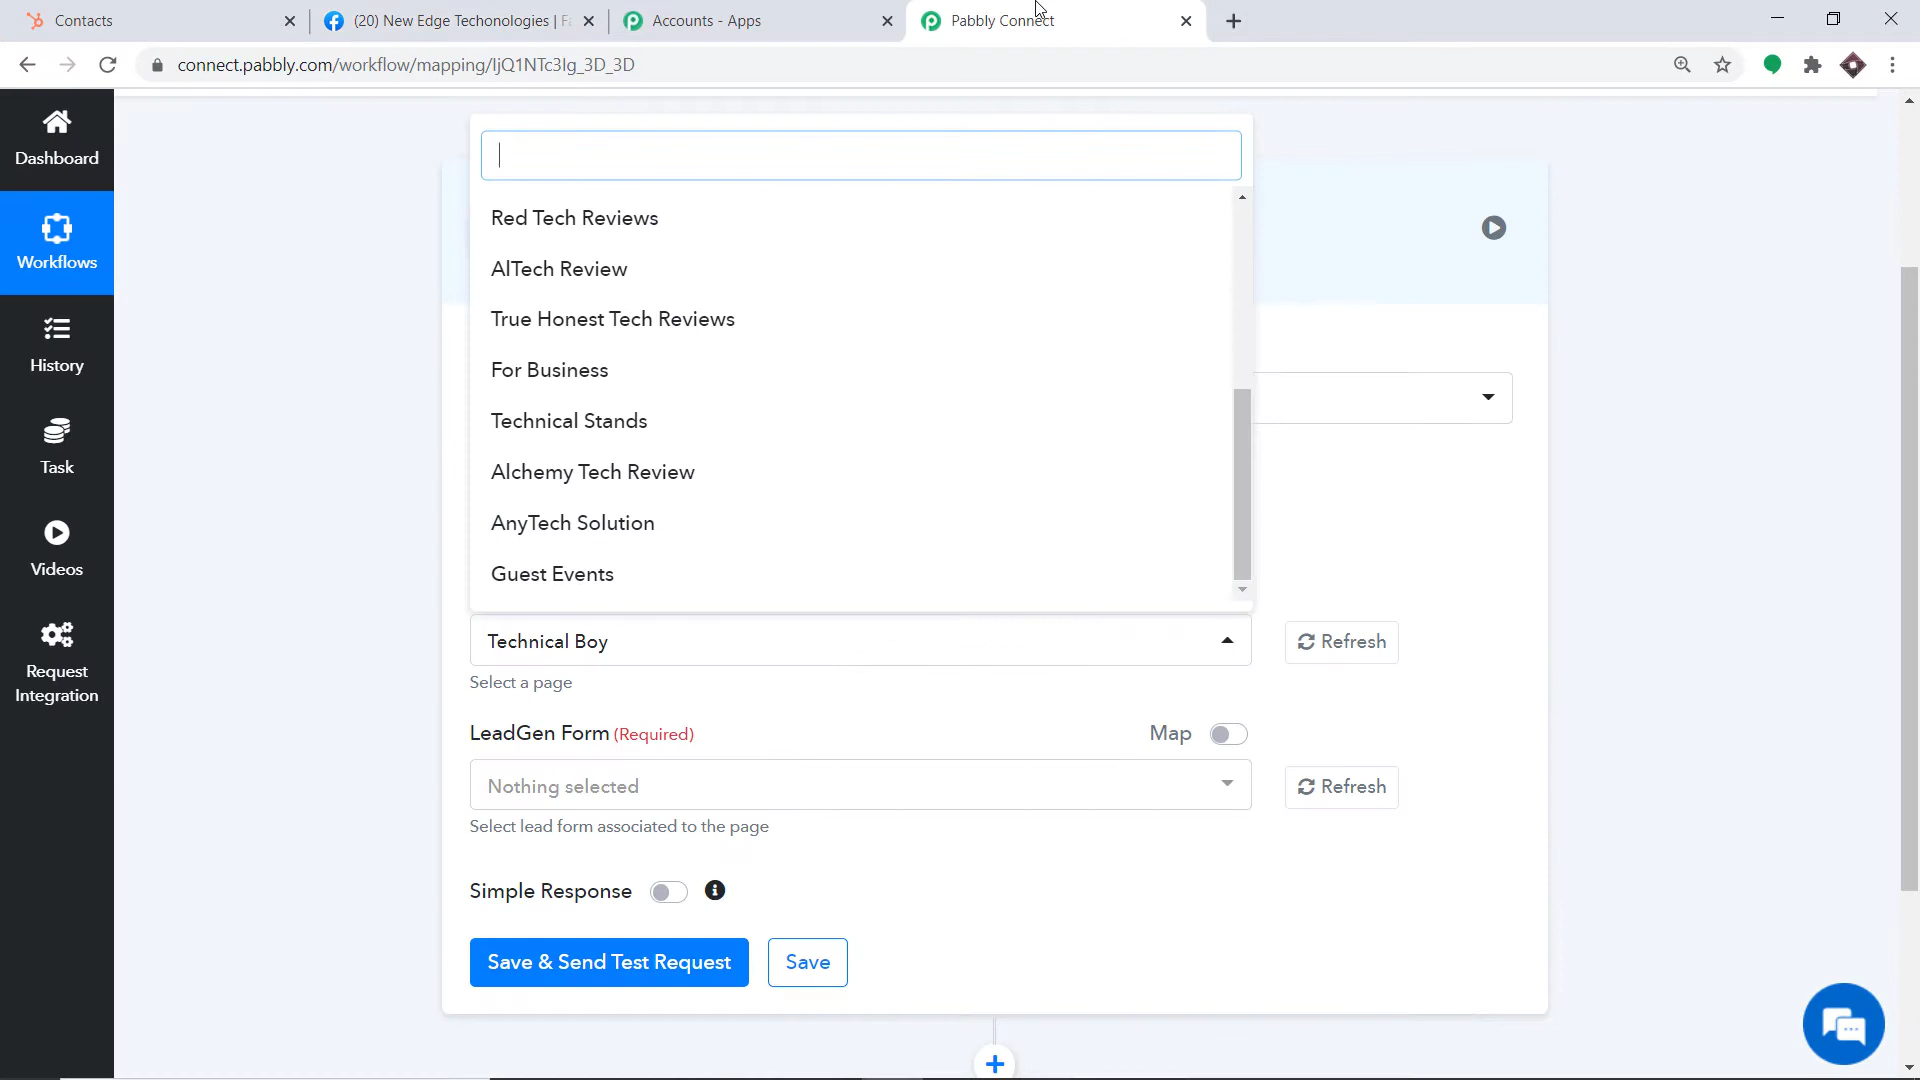 Contacts
(20) New Edge Techonologies | Fa
Accounts - Apps
Pabbly Connect
connect.pabbly.com/workflow/mapping/IjQ1NTc3Ig_3D_3D
Dashboard
Workflows
History
Task
Videos
Request
Integration
Red Tech Reviews
AlTech Review
True Honest Tech Reviews
For Business
Technical Stands
Alchemy Tech Review
AnyTech Solution
Guest Events
Technical Boy
Refresh
Select a page
LeadGen Form (Required)
Map
Nothing selected
Refresh
Select lead form associated to the page
Simple Response
Save & Send Test Request
Save